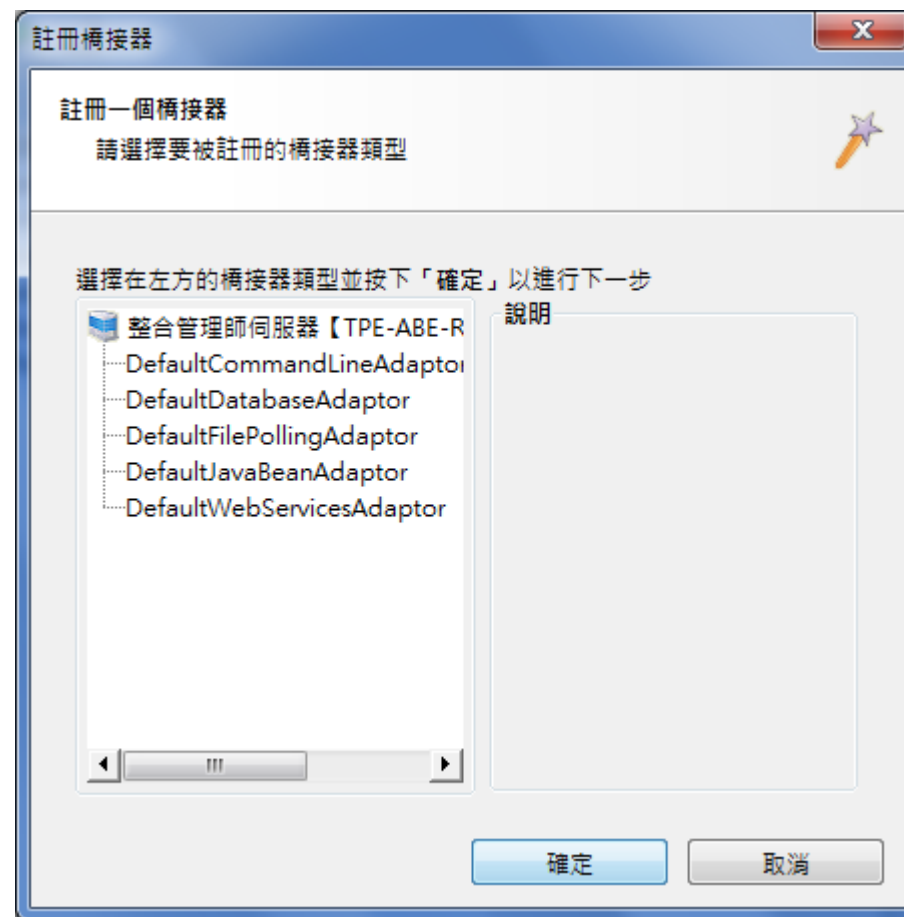 註冊橋接器
註冊一個橋接器
請選擇要被註冊的橋接器類型
選擇在左方的橋接器類型並按下「確定」以進行下一步
整合管理師伺服器【TPE-ABE-R
說明
DefaultCommandLineAdaptor
DefaultDatabaseAdaptor
DefaultFilePollingAdaptor
DefaultJavaBeanAdaptor
DefaultWebServicesAdaptor
確定
取消